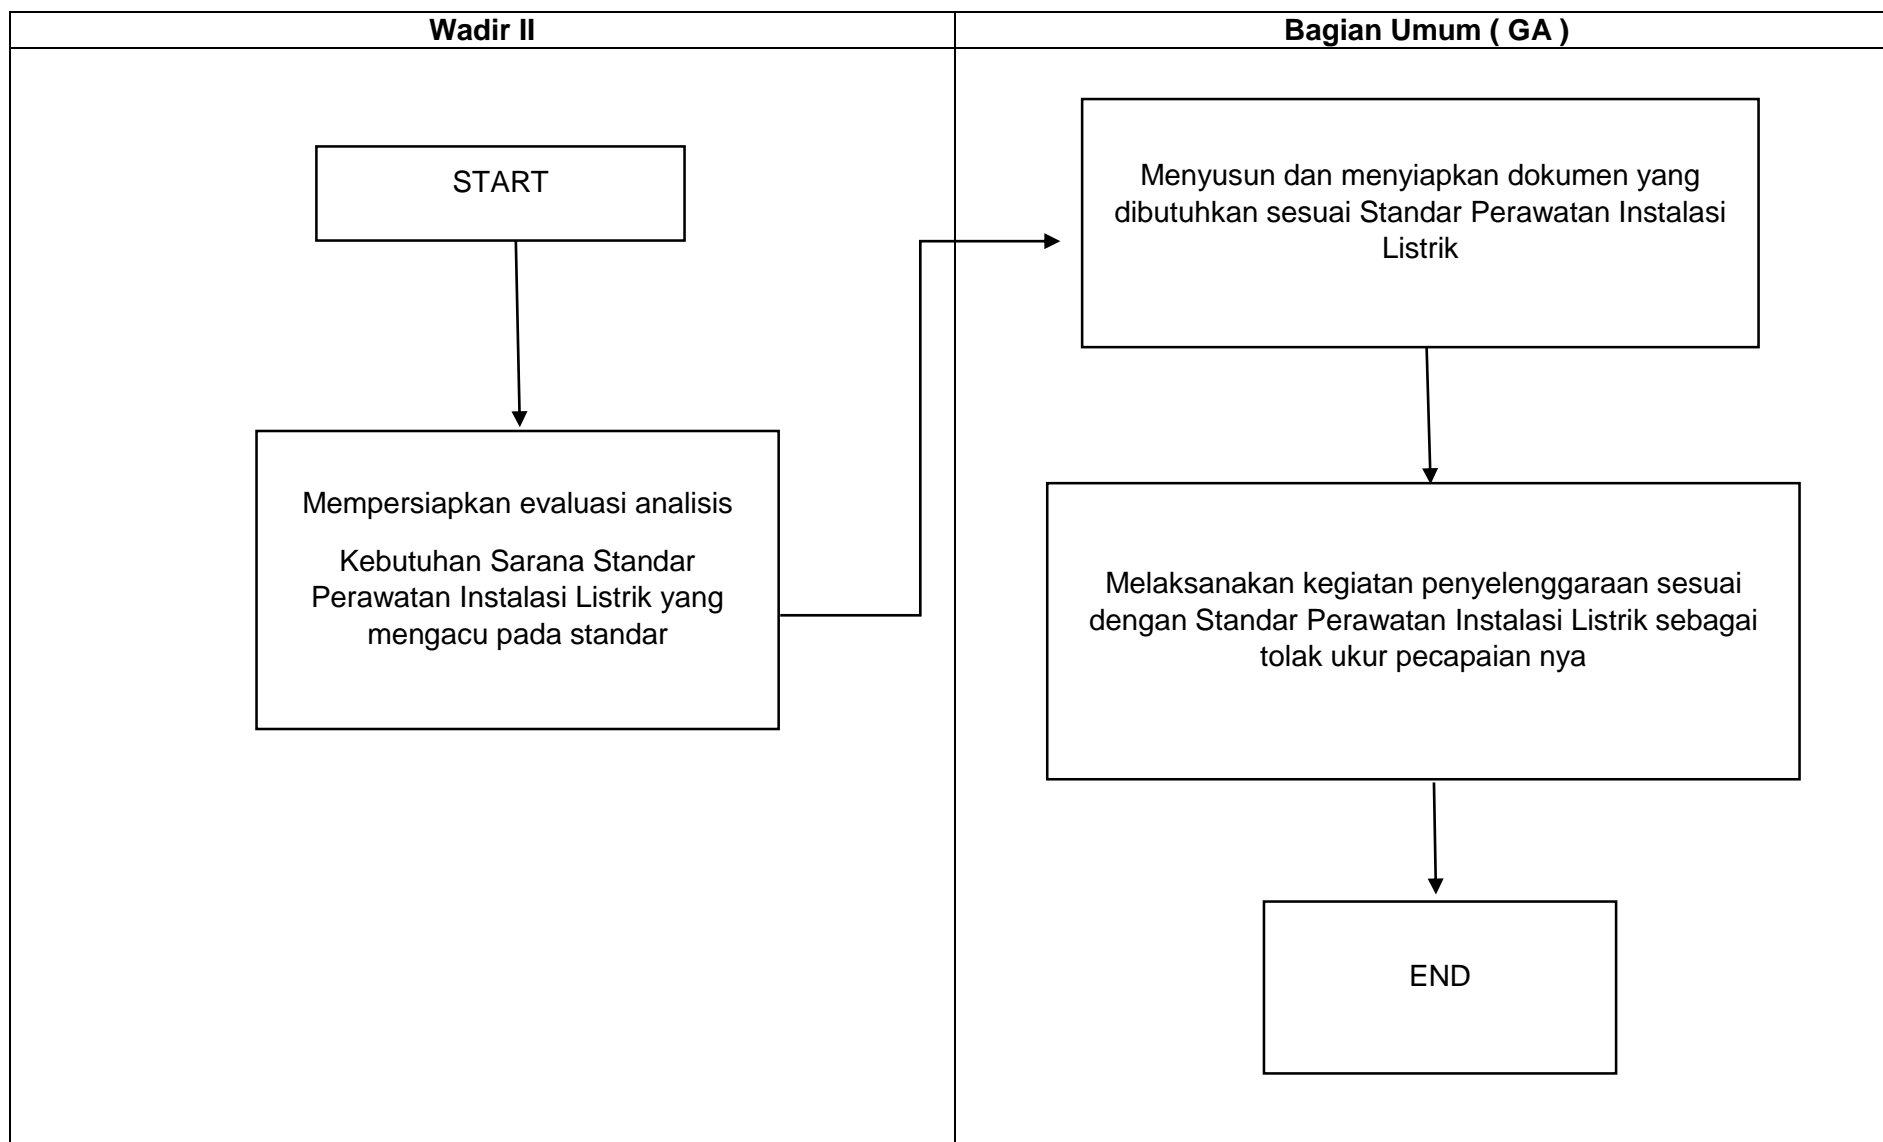 Wadir II
Bagian Umum ( GA )
START
Mempersiapkan evaluasi analisis
Kebutuhan Sarana Standar
Perawatan Instalasi Listrik yang
mengacu pada standar
Menyusun dan menyiapkan dokumen yang
dibutuhkan sesuai Standar Perawatan Instalasi
Listrik
Melaksanakan kegiatan penyelenggaraan sesuai
dengan Standar Perawatan Instalasi Listrik sebagai
tolak ukur pecapaian nya
END